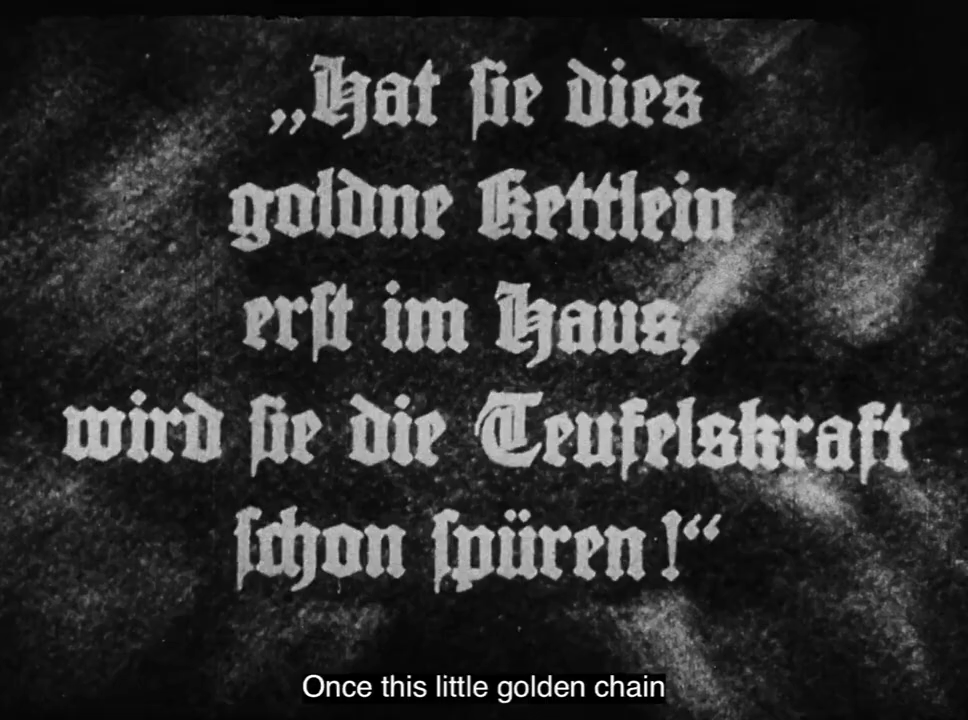 „Hat sie dies
goldne Kettlein
erst im Haus,
wird sie die Teufelskraft
schon spüren!“
Once this little golden chain